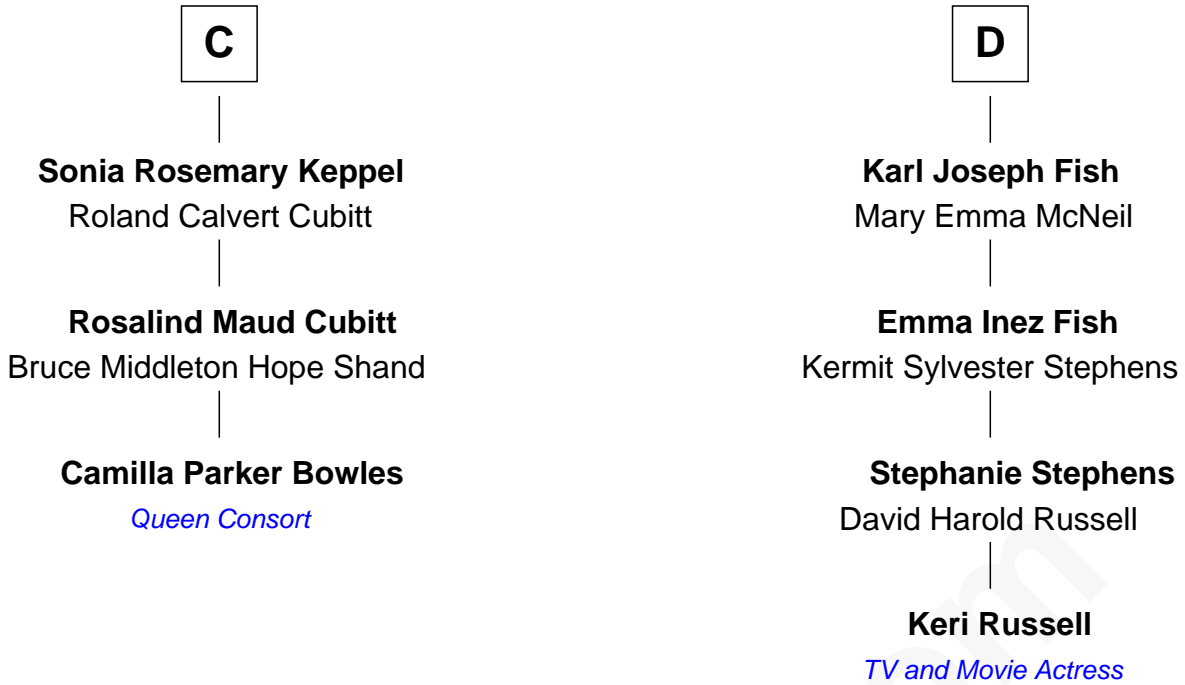 C
Sonia Rosemary Keppel
Roland Calvert Cubitt
Rosalind Maud Cubitt
Bruce Middleton Hope Shand
Camilla Parker Bowles
Queen Consort
D
Karl Joseph Fish
Mary Emma McNeil
Emma Inez Fish
Kermit Sylvester Stephens
Stephanie Stephens
David Harold Russell
Keri Russell
TV and Movie Actress